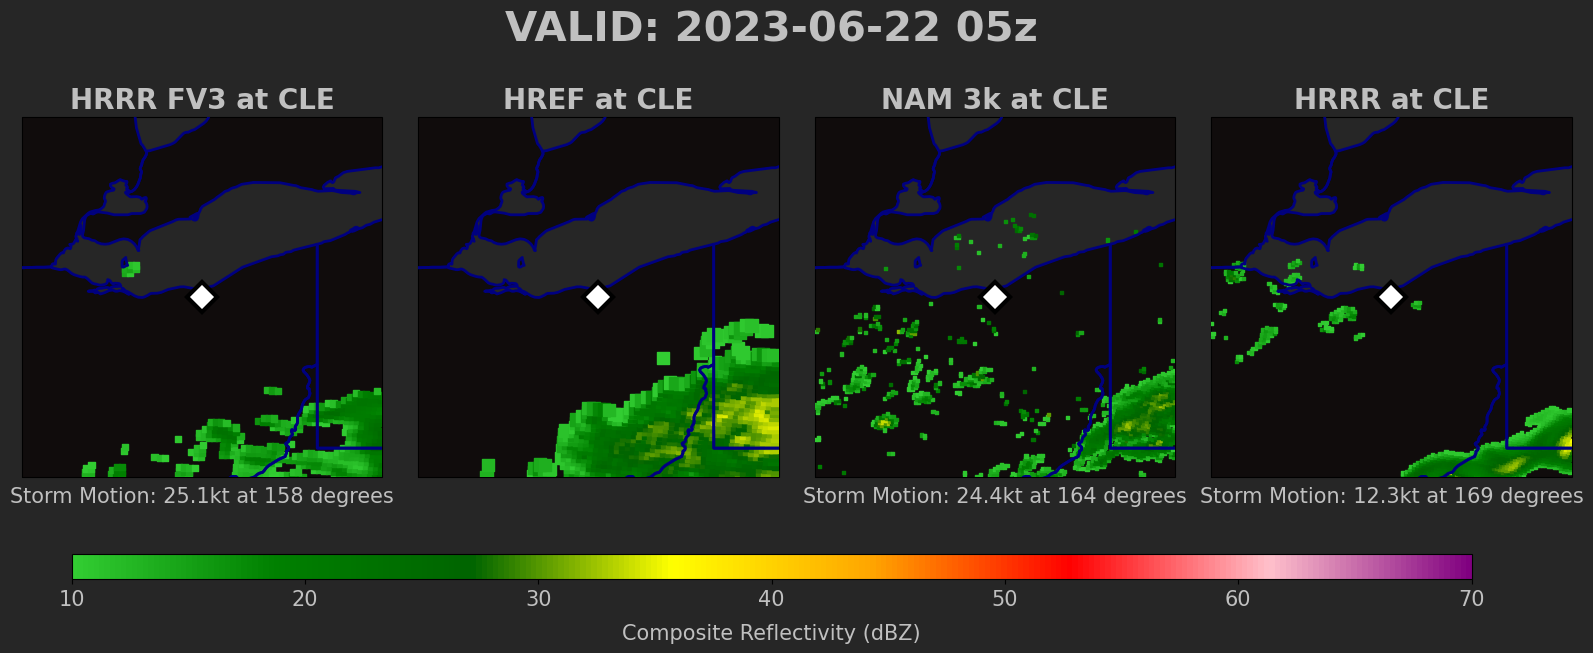 VALID: 2023-06-22 05z
HRRR FV3 at CLE
HREF at CLE
NAM 3k at CLE
HRRR at CLE
Storm Motion: 25.1kt at 158 degrees
Storm Motion: 24.4kt at 164 degrees
Storm Motion: 12.3kt at 169 degrees
10 20 30 40 50 60 70
Composite Reflectivity (dBZ)